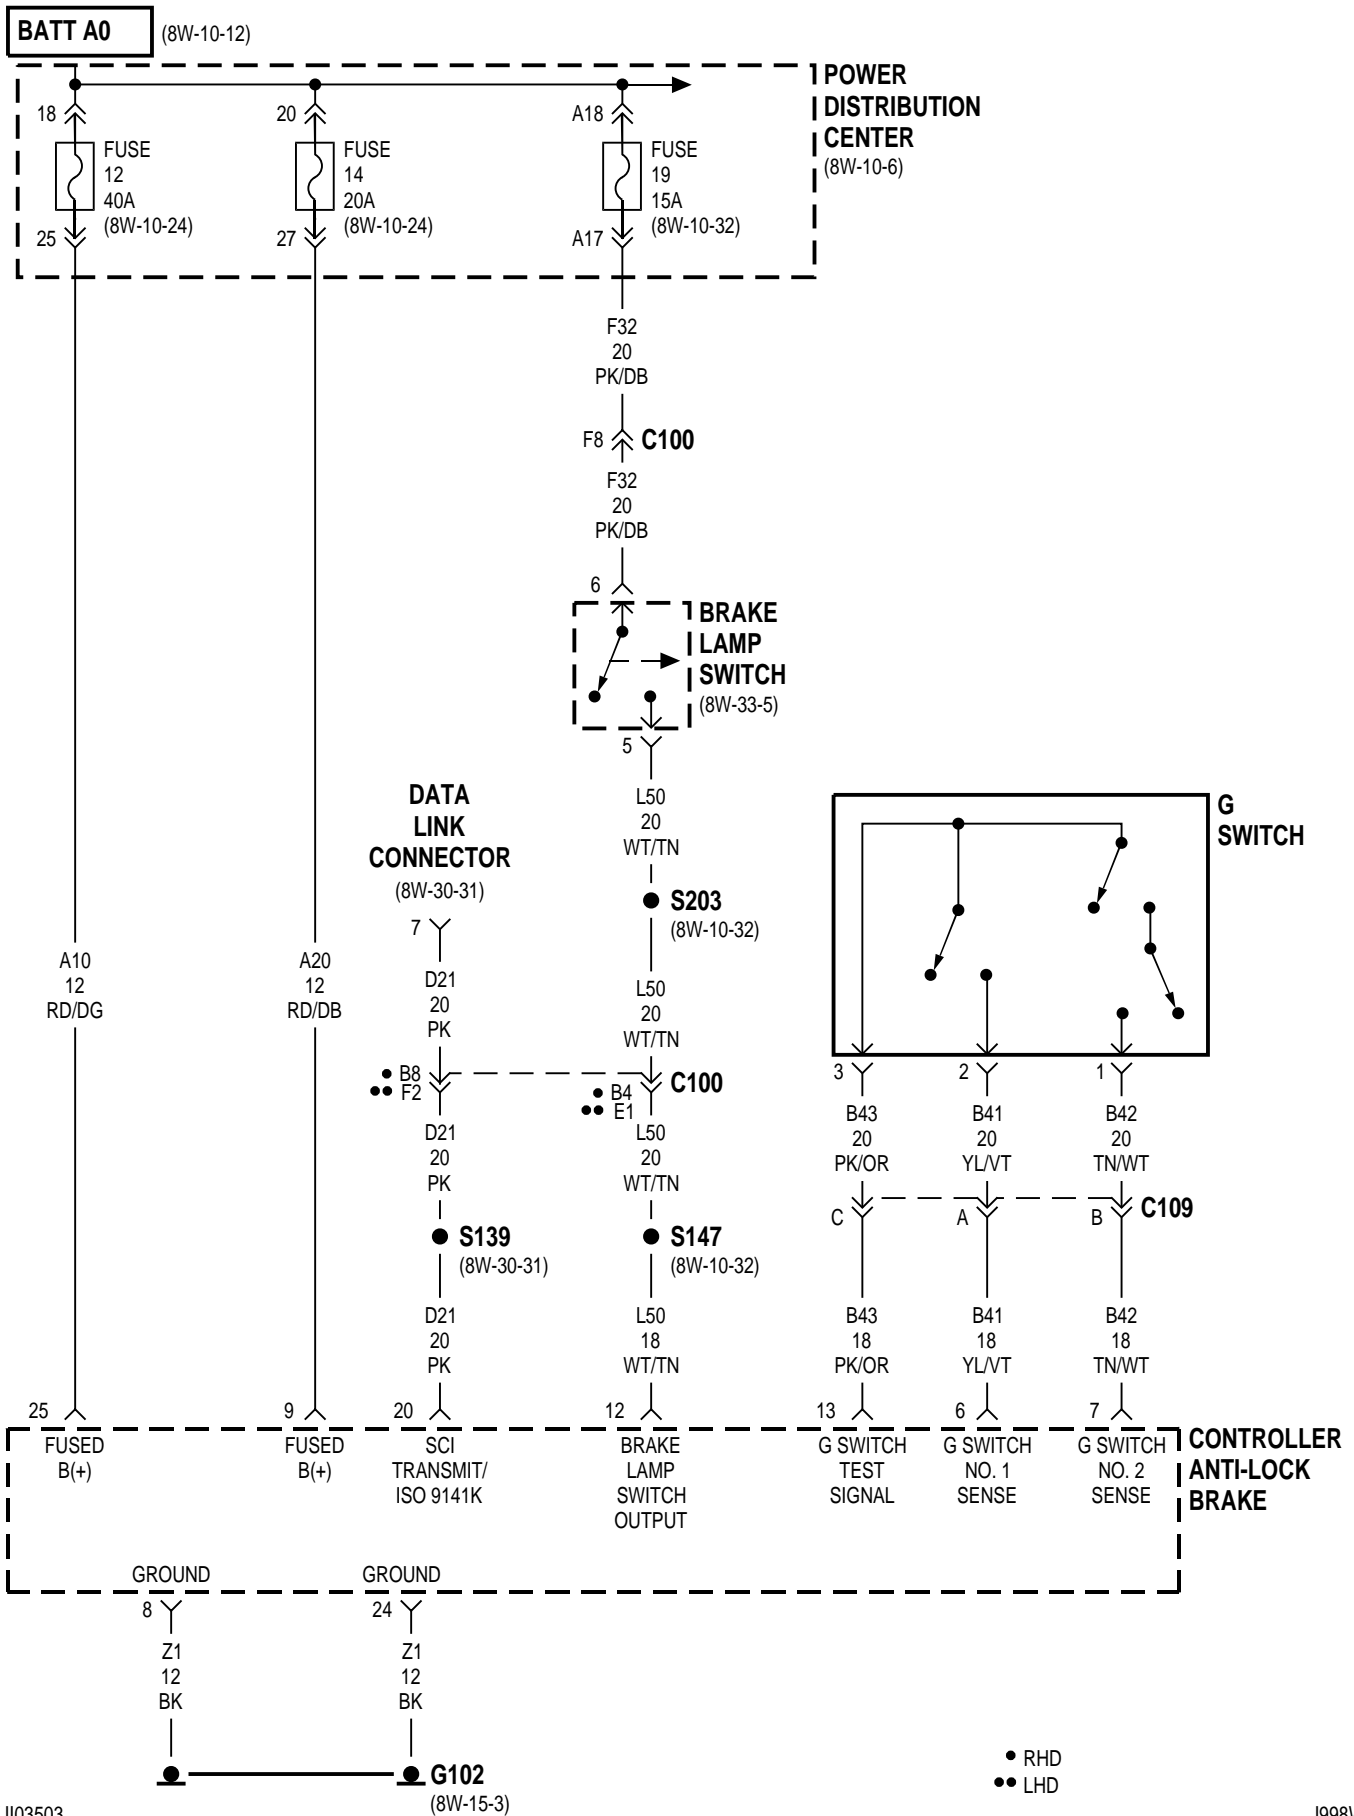 BATT A0 (8W-10-12)
POWER
DISTRIBUTION
CENTER
(8W-10-6)
18
FUSE
12
40A
(8W-10-24)
25
20
FUSE
14
20A
(8W-10-24)
27
A18
FUSE
19
15A
(8W-10-32)
A17
F32
20
PK/DB
F8 C100
F32
20
PK/DB
6
BRAKE
LAMP
SWITCH
(8W-33-5)
5
L50
20
WT/TN
S203
(8W-10-32)
L50
20
WT/TN
DATA
LINK
CONNECTOR
(8W-30-31)
7
D21
20
PK
A10
12
RD/DG
A20
12
RD/DB
G
SWITCH
3 2 1
• B8
•• F2
• B4
•• E1
C100
D21
20
PK
L50
20
WT/TN
S139
(8W-30-31)
S147
(8W-10-32)
B43
20
PK/OR
B41
20
YL/VT
B42
20
TN/WT
C A B C109
D21
20
PK
L50
18
WT/TN
B43
18
PK/OR
B41
18
YL/VT
B42
18
TN/WT
25 9 20 12 13 6 7
FUSED
B(+)
FUSED
B(+)
SCI
TRANSMIT/
ISO 9141K
BRAKE
LAMP
SWITCH
OUTPUT
G SWITCH
TEST
SIGNAL
G SWITCH
NO. 1
SENSE
G SWITCH
NO. 2
SENSE
CONTROLLER
ANTI-LOCK
BRAKE
GROUND GROUND
8 24
Z1
12
BK
Z1
12
BK
G102
(8W-15-3)
• RHD
•• LHD